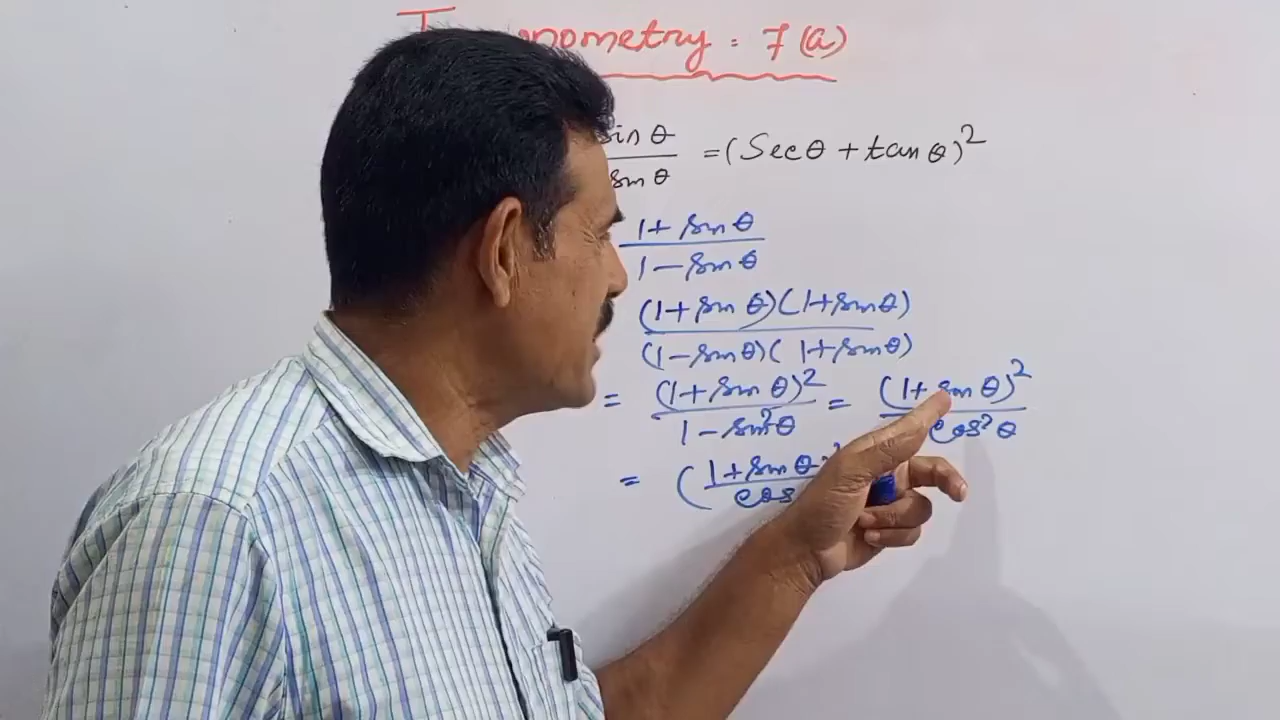 onometry = 7 (a)
sin θ / sin θ = (Sec θ + tan θ)²
1 + sin θ / 1 - sin θ
(1 + sin θ)(1 + sin θ) / (1 - sin θ)(1 + sin θ)
= (1 + sin θ)² / 1 - sin²θ = (1 + sin θ)² / cos²θ
= (1 + sin θ / cos